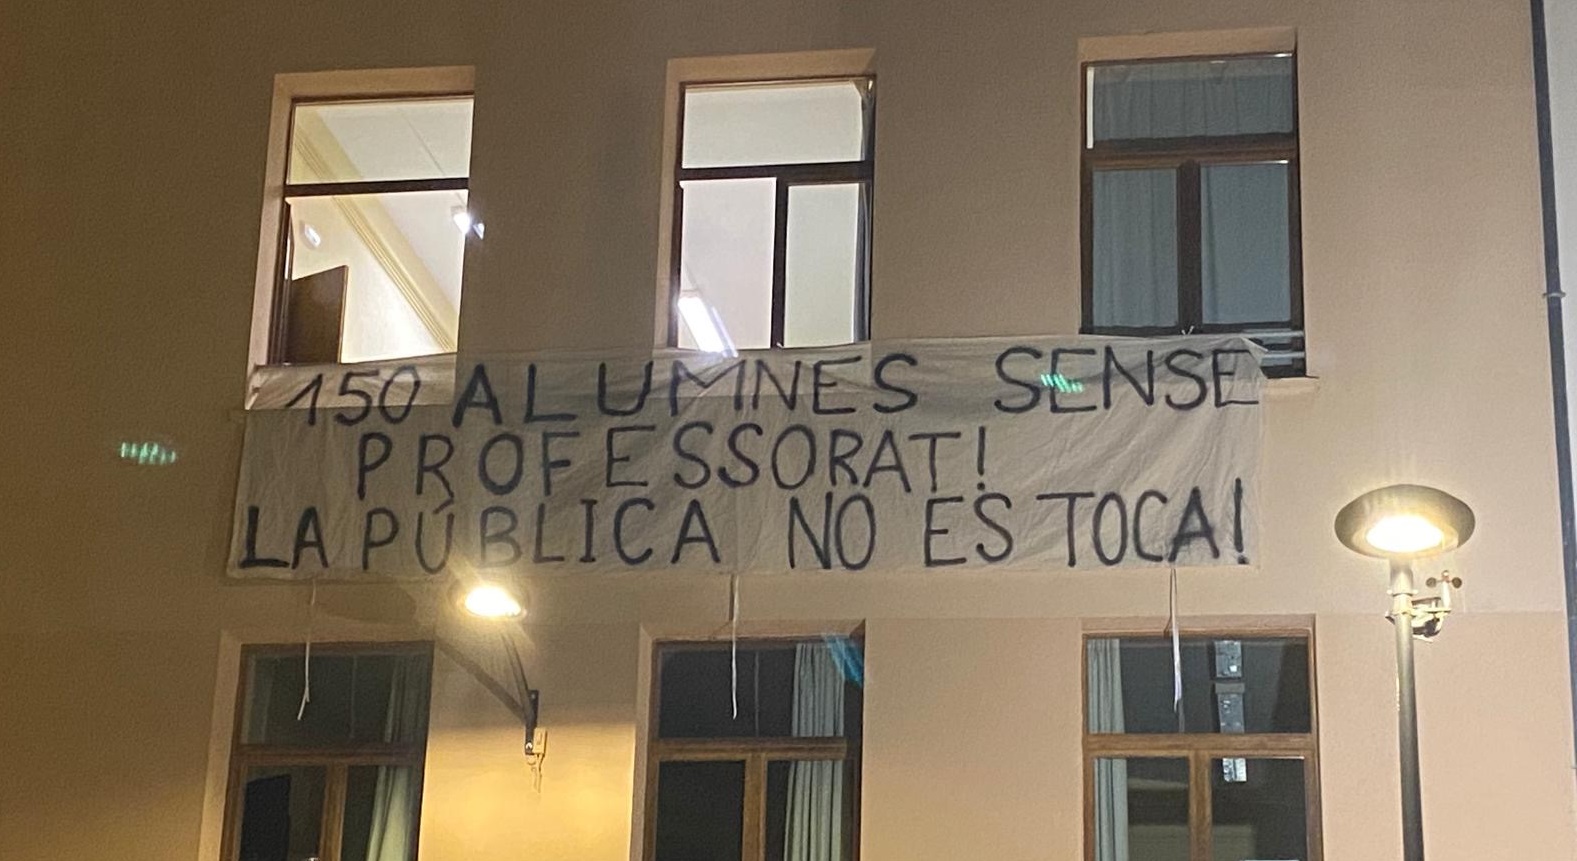 150 ALUMNES SENSE
PROFESSORAT!
LA PÚBLICA NO ES TOCA!